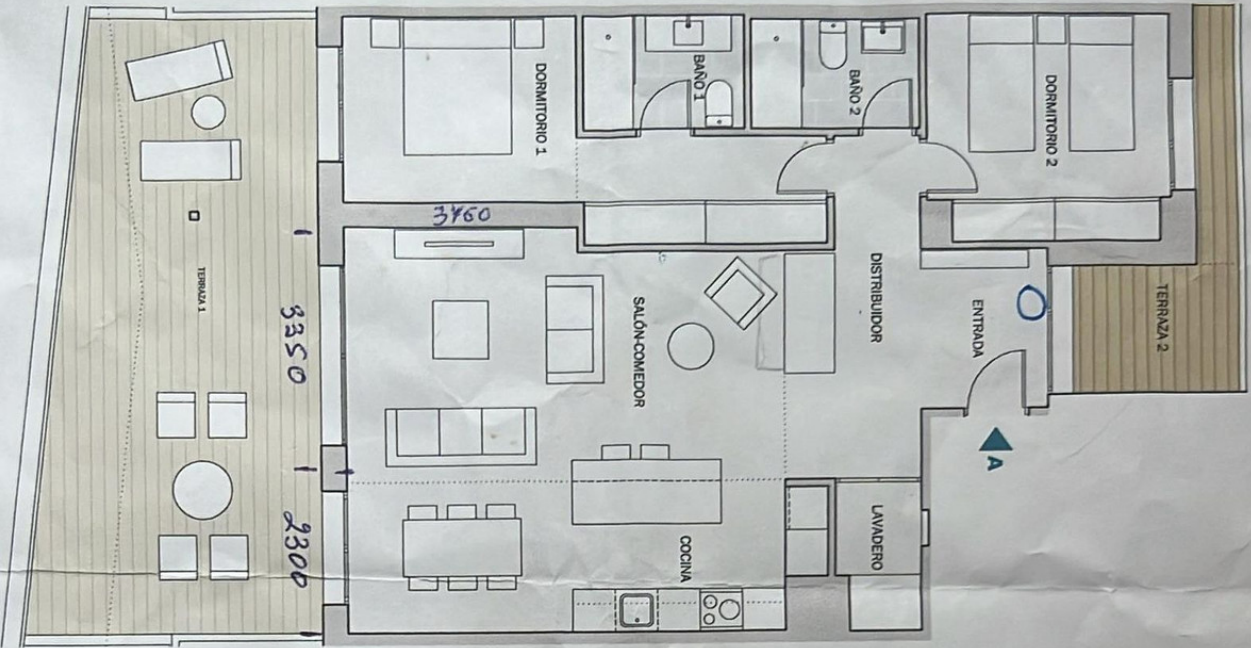 DORMITORIO 1
BAÑO 1
BAÑO 2
DORMITORIO 2
3460
TERRAZA 1
3350
SALÓN-COMEDOR
DISTRIBUIDOR
ENTRADA
TERRAZA 2
A
2300
COCINA
LAVADERO